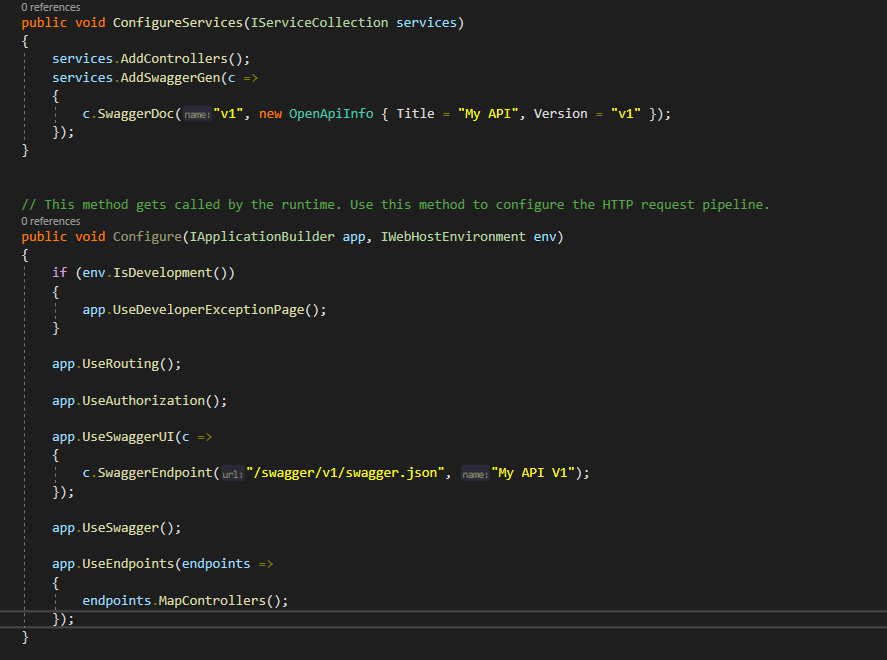 0 references
public void ConfigureServices(IServiceCollection services)
{
services.AddControllers();
services.AddSwaggerGen(c =>
{
c.SwaggerDoc(name: "v1", new OpenApiInfo { Title = "My API", Version = "v1" });
});
}
// This method gets called by the runtime. Use this method to configure the HTTP request pipeline.
0 references
public void Configure(IApplicationBuilder app, IWebHostEnvironment env)
{
if (env.IsDevelopment())
{
app.UseDeveloperExceptionPage();
}
app.UseRouting();
app.UseAuthorization();
app.UseSwaggerUI(c =>
{
c.SwaggerEndpoint(url: "/swagger/v1/swagger.json", name: "My API V1");
});
app.UseSwagger();
app.UseEndpoints(endpoints =>
{
endpoints.MapControllers();
});
}